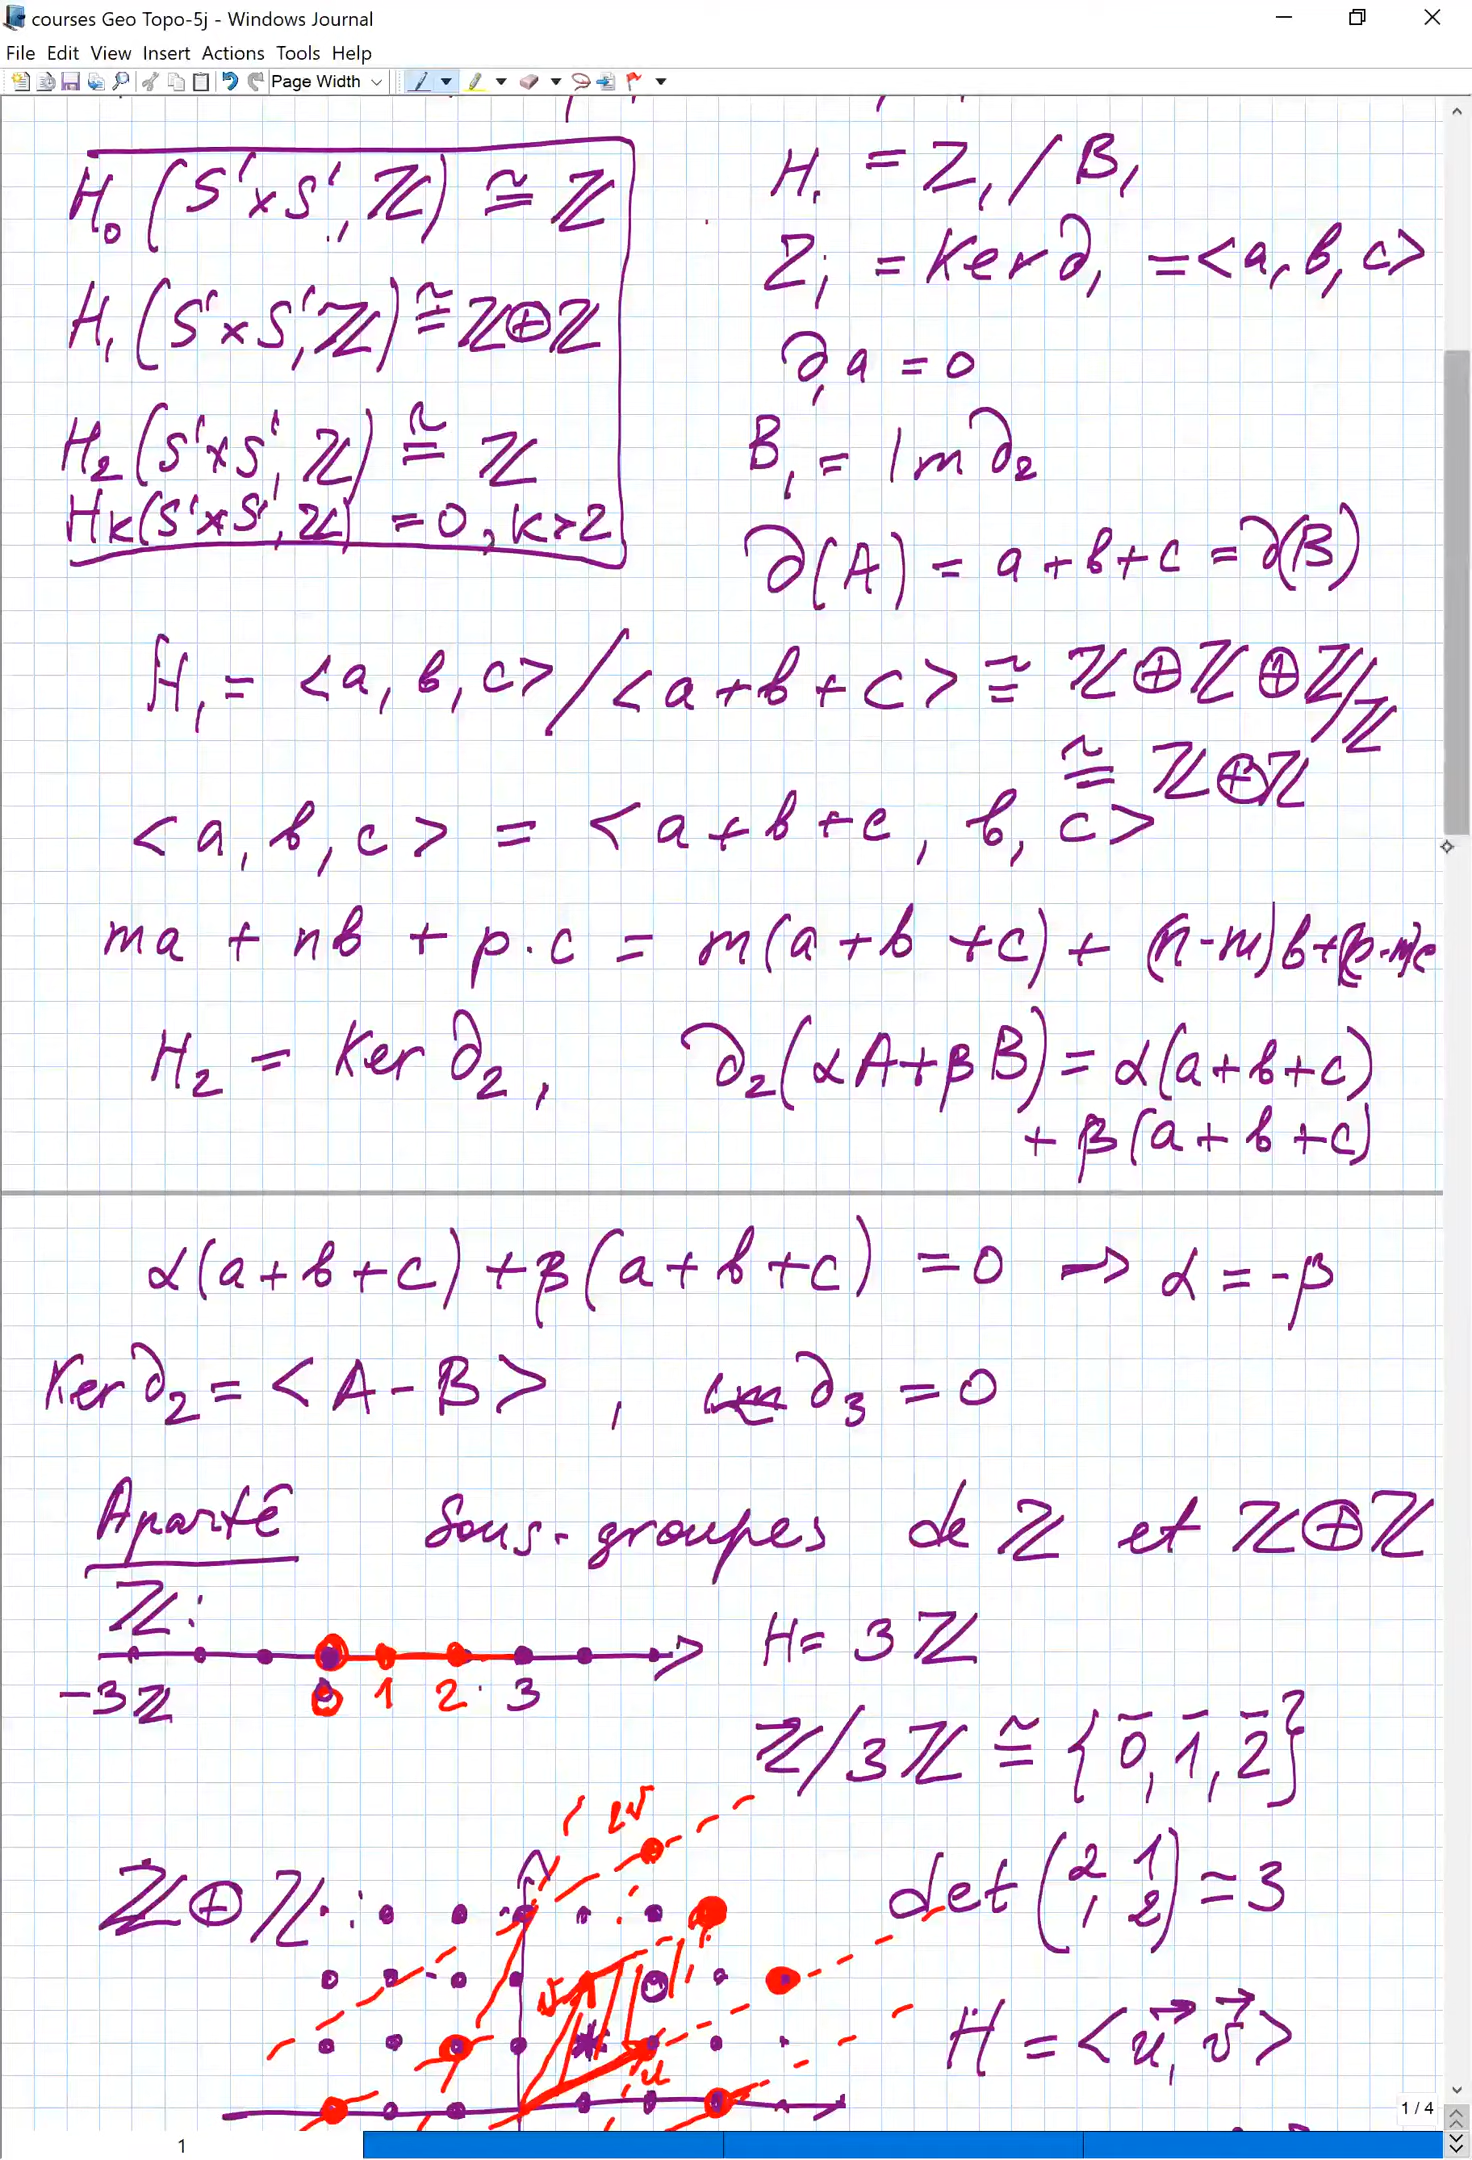 courses Geo Topo-5j - Windows Journal
File Edit View Insert Actions Tools Help
Page Width
H₀(S¹×S¹, ℤ) ≅ ℤ
H₁(S¹×S¹, ℤ) ≅ ℤ⊕ℤ
H₂(S¹×S¹, ℤ) ≅ ℤ
Hk(S¹×S¹, ℤ) = 0, k>2
H₁ = Z₁ / B₁
Z₁ = Ker ∂₁ = <a, b, c>
∂₁a = 0
B₁ = Im ∂₂
∂(A) = a + b + c = ∂(B)
H₁ = <a, b, c> / <a + b + c> ≅ ℤ⊕ℤ⊕ℤ/ℤ
≅ ℤ⊕ℤ
<a, b, c> = <a + b + c, b, c>
ma + nb + p·c = m(a + b + c) + (n-m)b + (p-m)c
H₂ = Ker ∂₂, ∂₂(αA + βB) = α(a + b + c)
+ β(a + b + c)
α(a + b + c) + β(a + b + c) = 0 → α = -β
Ker ∂₂ = <A - B>, Im ∂₃ = 0
Aparté Sous-groupes de ℤ et ℤ⊕ℤ
ℤ:
H = 3ℤ
-3ℤ 0 1 2 3
ℤ/3ℤ ≅ {0̄, 1̄, 2̄}
2v
ℤ⊕ℤ :
det (2 1
1 2) = 3
v
H = <u⃗, v⃗>
u
1 / 4
1